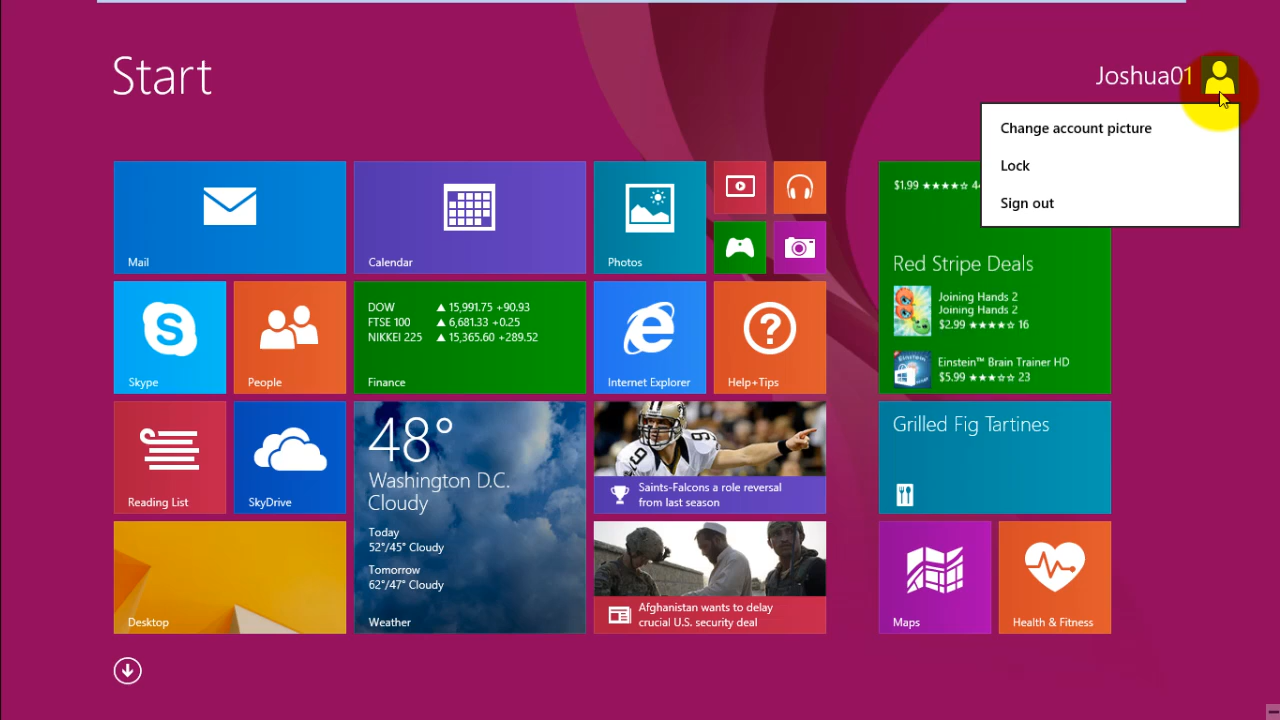 Start
Joshua01
Change account picture
Lock
Sign out
Mail
Calendar
Photos
$1.99 ★★★★☆ 4
Red Stripe Deals
Joining Hands 2
Joining Hands 2
$2.99 ★★★★☆ 16
Einstein™ Brain Trainer HD
$5.99 ★★★☆☆ 23
Skype
People
DOW ▲ 15,991.75 +90.93
FTSE 100 ▲ 6,681.33 +0.25
NIKKEI 225 ▲ 15,365.60 +289.52
Finance
Internet Explorer
Help+Tips
Reading List
SkyDrive
48°
Washington D.C.
Cloudy
Today
52°/45° Cloudy
Tomorrow
62°/47° Cloudy
Weather
9
Saints-Falcons a role reversal
from last season
Grilled Fig Tartines
Desktop
Afghanistan wants to delay
crucial U.S. security deal
Maps
Health & Fitness